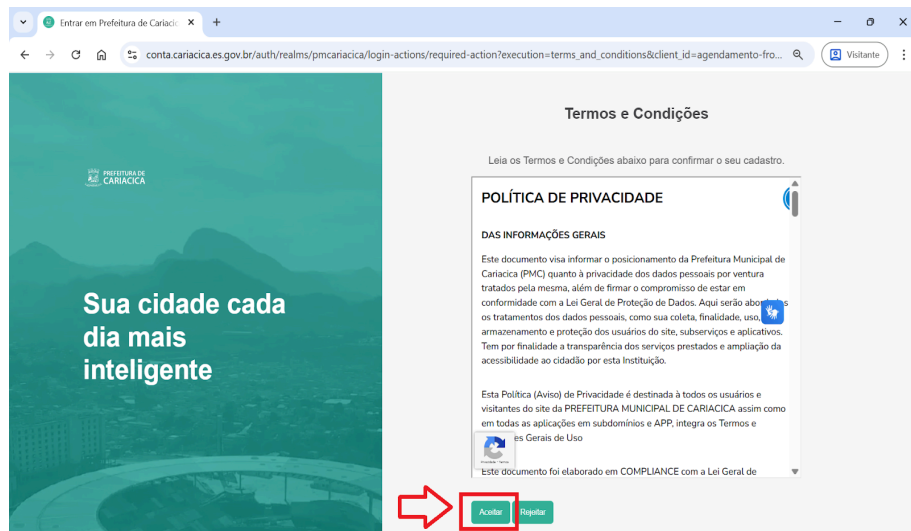 Entrar em Prefeitura de Cariacic
conta.cariacica.es.gov.br/auth/realms/pmcariacica/login-actions/required-action?execution=terms_and_conditions&client_id=agendamento-fro...
Visitante
PREFEITURA DE
CARIACICA
Sua cidade cada
dia mais
inteligente
Termos e Condições
Leia os Termos e Condições abaixo para confirmar o seu cadastro.
POLÍTICA DE PRIVACIDADE
DAS INFORMAÇÕES GERAIS
Este documento visa informar o posicionamento da Prefeitura Municipal de
Cariacica (PMC) quanto à privacidade dos dados pessoais por ventura
tratados pela mesma, além de firmar o compromisso de estar em
conformidade com a Lei Geral de Proteção de Dados. Aqui serão abor s
os tratamentos dos dados pessoais, como sua coleta, finalidade, uso,
armazenamento e proteção dos usuários do site, subserviços e aplicativos.
Tem por finalidade a transparência dos serviços prestados e ampliação da
acessibilidade ao cidadão por esta Instituição.
Esta Política (Aviso) de Privacidade é destinada à todos os usuários e
visitantes do site da PREFEITURA MUNICIPAL DE CARIACICA assim como
em todas as aplicações em subdomínios e APP, integra os Termos e
es Gerais de Uso
Este documento foi elaborado em COMPLIANCE com a Lei Geral de
Aceitar
Rejeitar